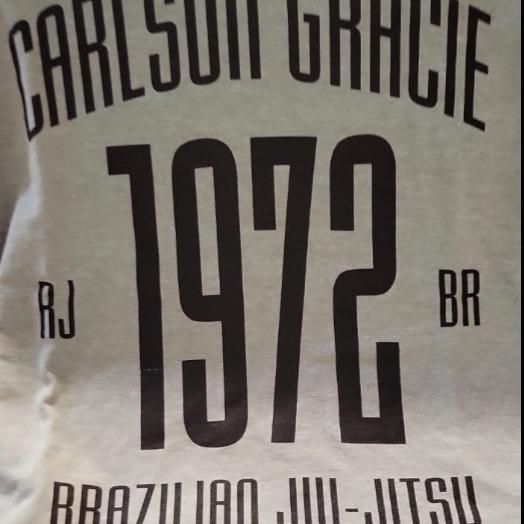 CARLSON GRACIE
1972
RJ BR
BRAZILIAN JIU-JITSU